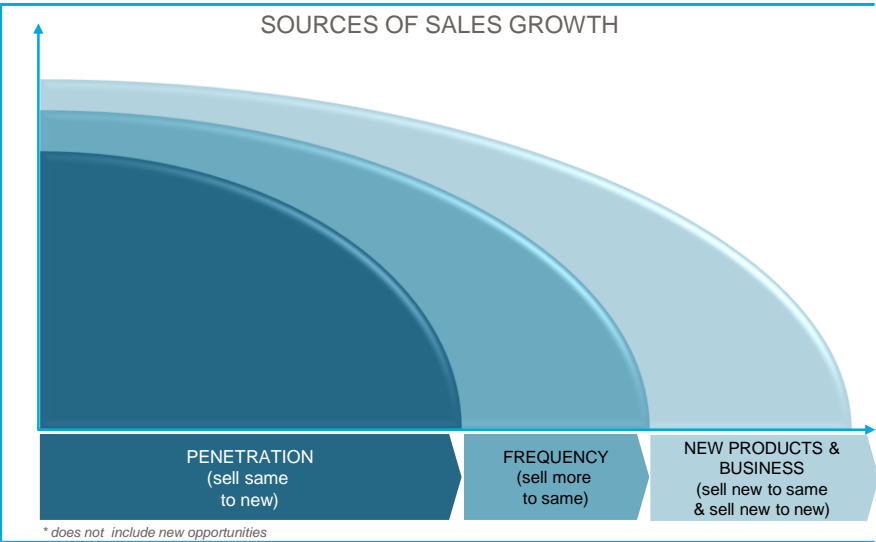 SOURCES OF SALES GROWTH
PENETRATION
(sell same
to new)
FREQUENCY
(sell more
to same)
NEW PRODUCTS &
BUSINESS
(sell new to same
& sell new to new)
* does not include new opportunities